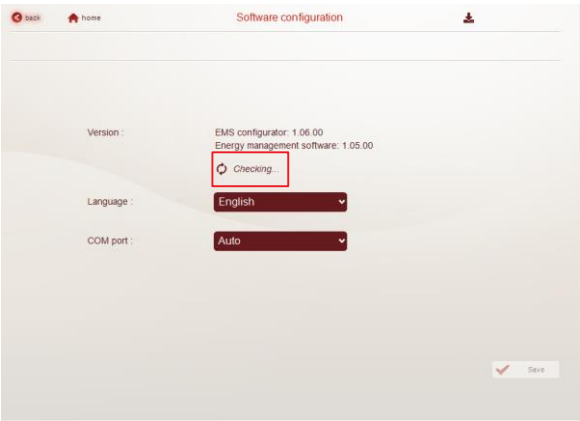 back
home
Software configuration
Version :
EMS configurator: 1.06.00
Energy management software: 1.05.00
Checking...
Language :
English
COM port :
Auto
Save